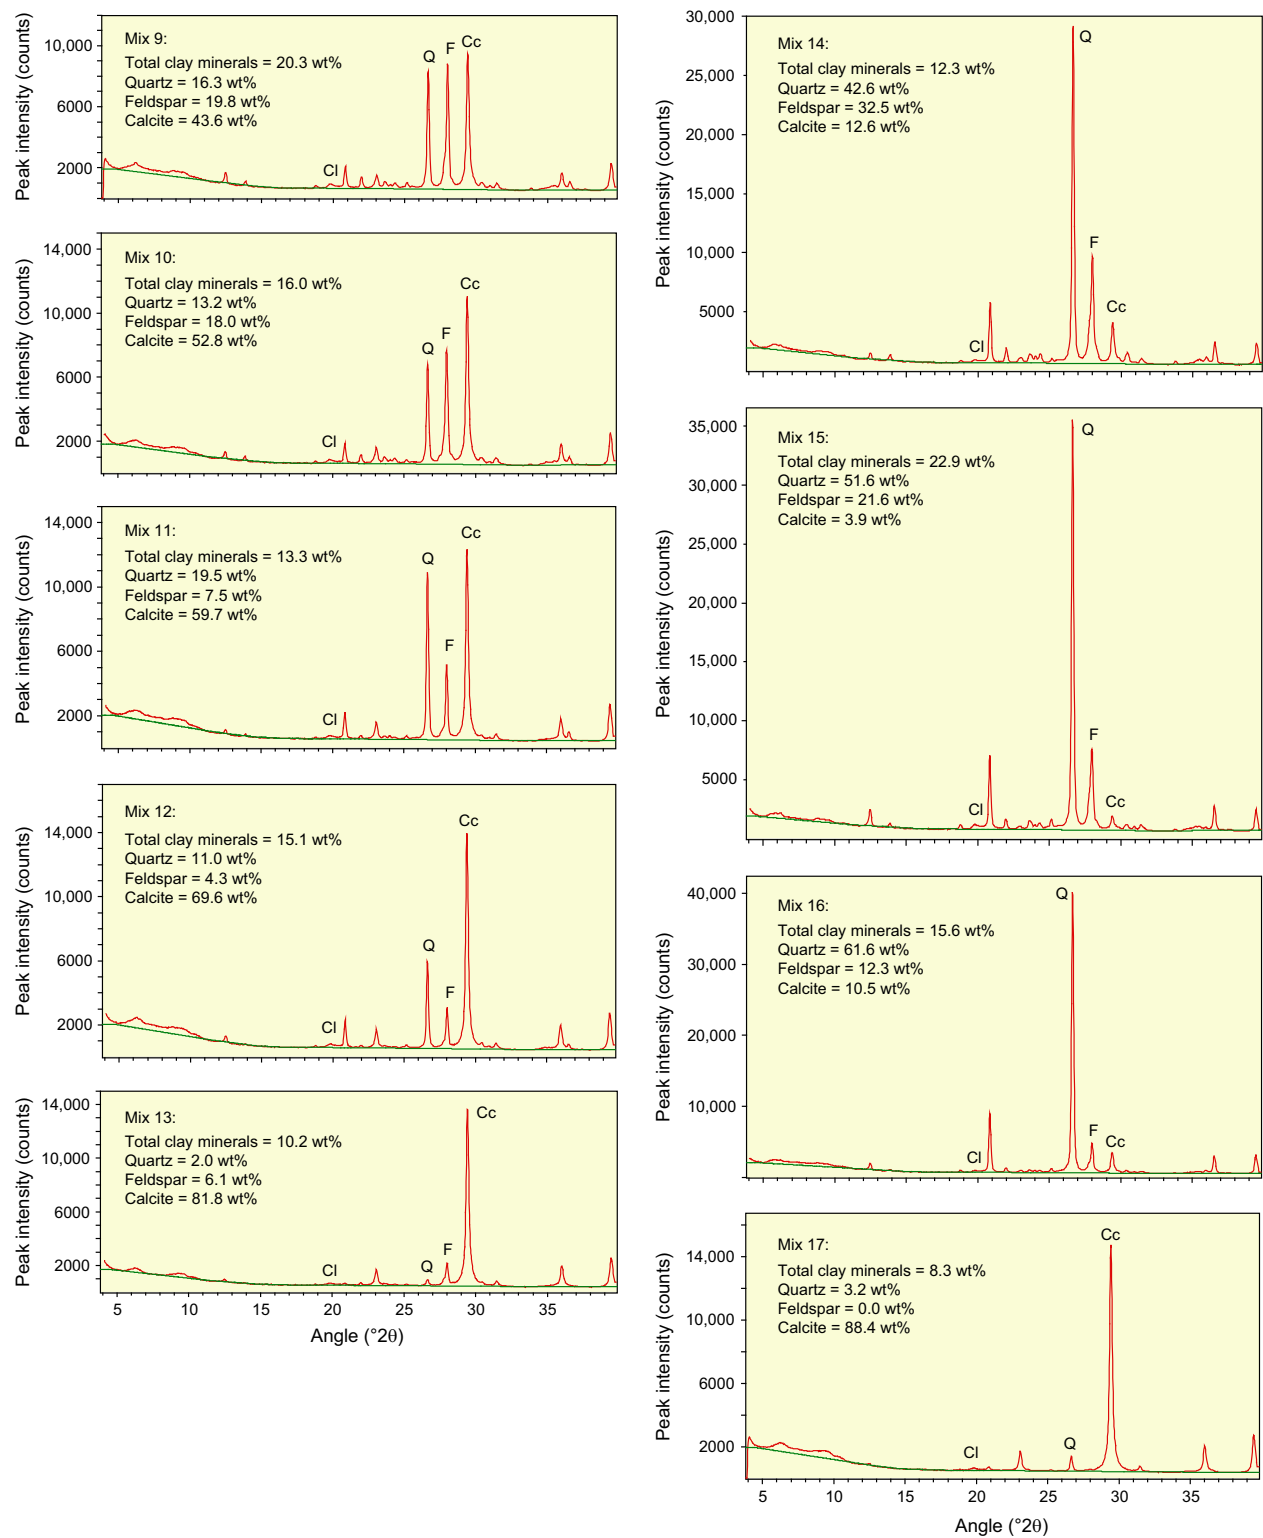 Peak intensity (counts)
10,000
6000
2000
Mix 9:
Total clay minerals = 20.3 wt%
Quartz = 16.3 wt%
Feldspar = 19.8 wt%
Calcite = 43.6 wt%
Cl
Q
F
Cc
Peak intensity (counts)
14,000
10,000
6000
2000
Mix 10:
Total clay minerals = 16.0 wt%
Quartz = 13.2 wt%
Feldspar = 18.0 wt%
Calcite = 52.8 wt%
Cl
Q
F
Cc
Peak intensity (counts)
14,000
10,000
6000
2000
Mix 11:
Total clay minerals = 13.3 wt%
Quartz = 19.5 wt%
Feldspar = 7.5 wt%
Calcite = 59.7 wt%
Cl
Q
F
Cc
Peak intensity (counts)
14,000
10,000
6000
2000
Mix 12:
Total clay minerals = 15.1 wt%
Quartz = 11.0 wt%
Feldspar = 4.3 wt%
Calcite = 69.6 wt%
Cl
Q
F
Cc
Peak intensity (counts)
14,000
10,000
6000
2000
Mix 13:
Total clay minerals = 10.2 wt%
Quartz = 2.0 wt%
Feldspar = 6.1 wt%
Calcite = 81.8 wt%
Cl
Q
F
Cc
5 10 15 20 25 30 35
Angle (°2θ)
Peak intensity (counts)
30,000
25,000
20,000
15,000
10,000
5000
Mix 14:
Total clay minerals = 12.3 wt%
Quartz = 42.6 wt%
Feldspar = 32.5 wt%
Calcite = 12.6 wt%
Cl
Q
F
Cc
Peak intensity (counts)
35,000
30,000
25,000
20,000
15,000
10,000
5000
Mix 15:
Total clay minerals = 22.9 wt%
Quartz = 51.6 wt%
Feldspar = 21.6 wt%
Calcite = 3.9 wt%
Cl
Q
F
Cc
Peak intensity (counts)
40,000
30,000
20,000
10,000
Mix 16:
Total clay minerals = 15.6 wt%
Quartz = 61.6 wt%
Feldspar = 12.3 wt%
Calcite = 10.5 wt%
Cl
Q
F
Cc
Peak intensity (counts)
14,000
10,000
6000
2000
Mix 17:
Total clay minerals = 8.3 wt%
Quartz = 3.2 wt%
Feldspar = 0.0 wt%
Calcite = 88.4 wt%
Cl
Q
Cc
5 10 15 20 25 30 35
Angle (°2θ)